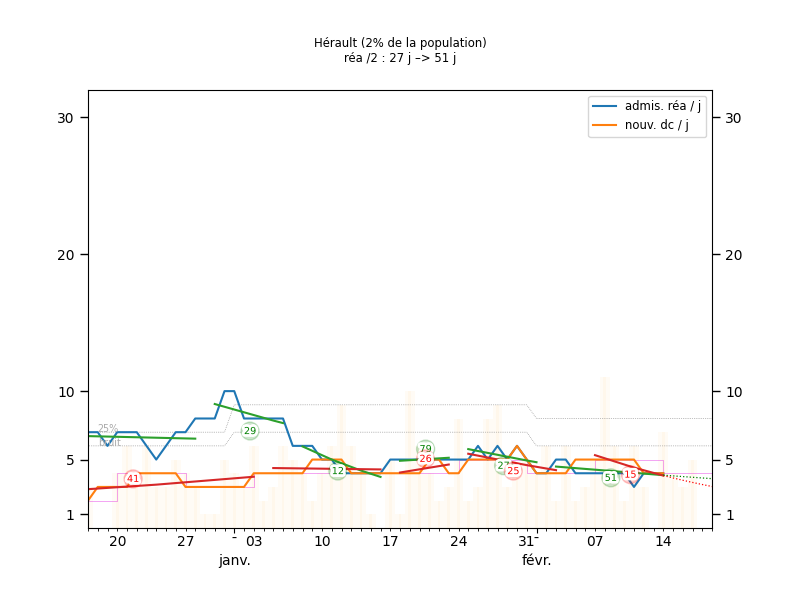 Hérault (2% de la population)
réa /2 : 27 j –> 51 j
admis. réa / j
nouv. dc / j
30 30
20 20
10 10
5 5
1 1
25%
41
29
12
79
26
25
51
15
20 27 03 10 17 24 31 07 14
janv. févr.